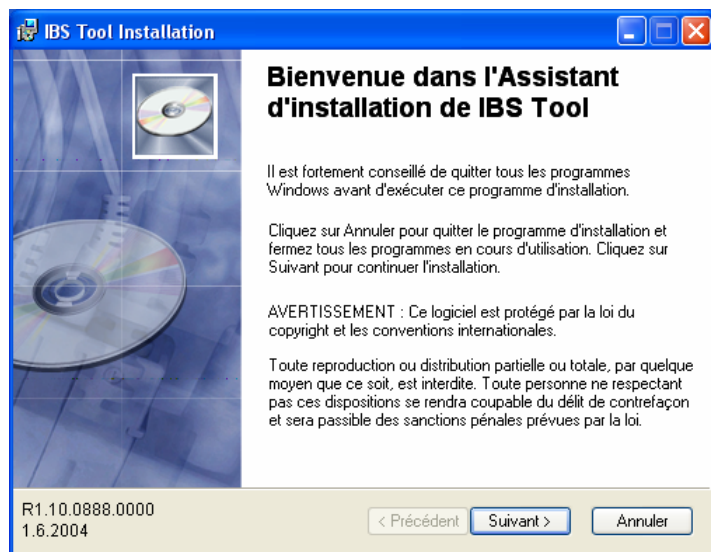 IBS Tool Installation
Bienvenue dans l'Assistant
d'installation de IBS Tool
Il est fortement conseillé de quitter tous les programmes
Windows avant d'exécuter ce programme d'installation.
Cliquez sur Annuler pour quitter le programme d'installation et
fermez tous les programmes en cours d'utilisation. Cliquez sur
Suivant pour continuer l'installation.
AVERTISSEMENT : Ce logiciel est protégé par la loi du
copyright et les conventions internationales.
Toute reproduction ou distribution partielle ou totale, par quelque
moyen que ce soit, est interdite. Toute personne ne respectant
pas ces dispositions se rendra coupable du délit de contrefaçon
et sera passible des sanctions pénales prévues par la loi.
R1.10.0888.0000
1.6.2004
< Précédent
Suivant >
Annuler